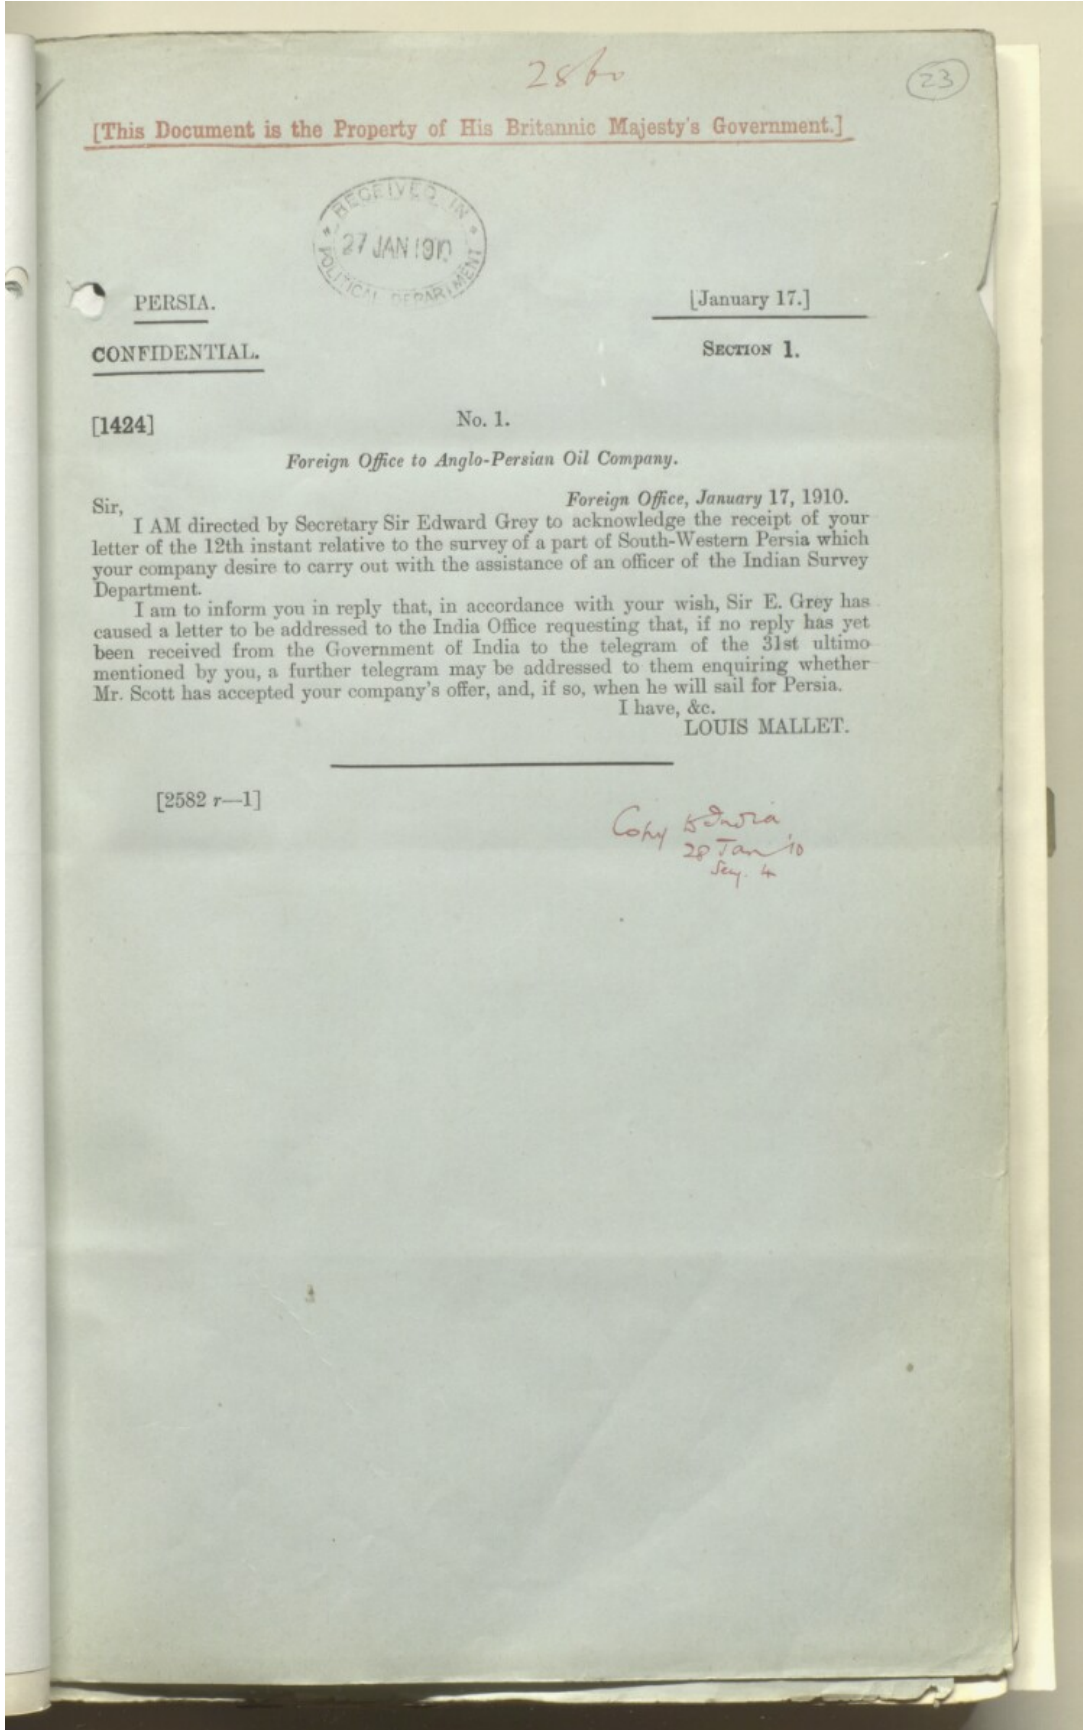 2860
23
[This Document is the Property of His Britannic Majesty's Government.]
RECEIVED IN
27 JAN 1910
POLITICAL DEPARTMENT
PERSIA.
[January 17.]
CONFIDENTIAL.
SECTION 1.
[1424]
No. 1.
Foreign Office to Anglo-Persian Oil Company.
Sir,
Foreign Office, January 17, 1910.
I AM directed by Secretary Sir Edward Grey to acknowledge the receipt of your
letter of the 12th instant relative to the survey of a part of South-Western Persia which
your company desire to carry out with the assistance of an officer of the Indian Survey
Department.
I am to inform you in reply that, in accordance with your wish, Sir E. Grey has
caused a letter to be addressed to the India Office requesting that, if no reply has yet
been received from the Government of India to the telegram of the 31st ultimo
mentioned by you, a further telegram may be addressed to them enquiring whether
Mr. Scott has accepted your company's offer, and, if so, when he will sail for Persia.
I have, &c.
LOUIS MALLET.
[2582 r—1]
Copy to India
28 Jan '10
Secy. 4